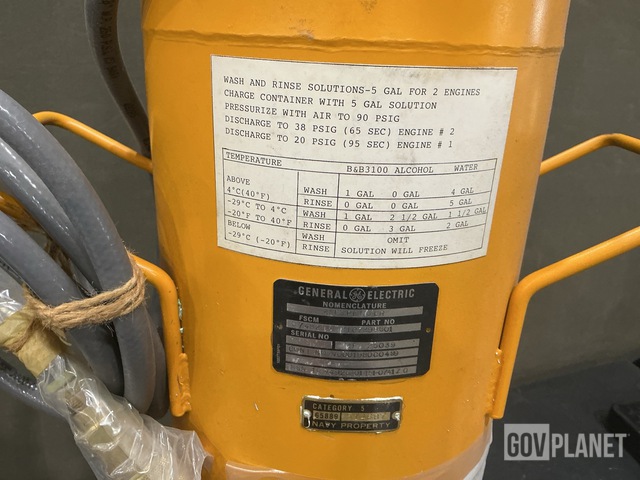 WASH AND RINSE SOLUTIONS-5 GAL FOR 2 ENGINES
CHARGE CONTAINER WITH 5 GAL SOLUTION
PRESSURIZE WITH AIR TO 90 PSIG
DISCHARGE TO 38 PSIG (65 SEC) ENGINE # 2
DISCHARGE TO 20 PSIG (95 SEC) ENGINE # 1
TEMPERATURE B&B3100 ALCOHOL WATER
ABOVE
4°C(40°F) WASH 1 GAL 0 GAL 4 GAL
RINSE 0 GAL 0 GAL 5 GAL
-29°C TO 4°C
-20°F TO 40°F WASH 1 GAL 2 1/2 GAL 1 1/2 GAL
RINSE 0 GAL 3 GAL 2 GAL
BELOW
-29°C (-20°F) WASH OMIT
RINSE SOLUTION WILL FREEZE
GENERAL GE ELECTRIC
NOMENCLATURE
FSCM PART NO
SERIAL NO
CATEGORY 5
65889
NAVY PROPERTY
GOVPLANET